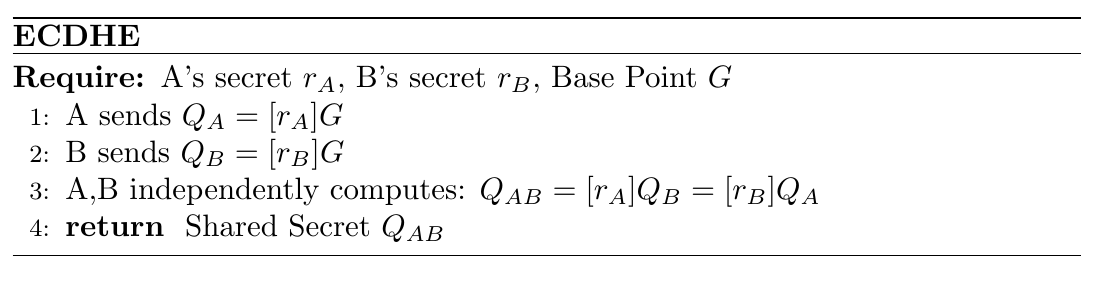 ECDHE
Require: A's secret r_A, B's secret r_B, Base Point G
1: A sends Q_A = [r_A]G
2: B sends Q_B = [r_B]G
3: A,B independently computes: Q_AB = [r_A]Q_B = [r_B]Q_A
4: return Shared Secret Q_AB